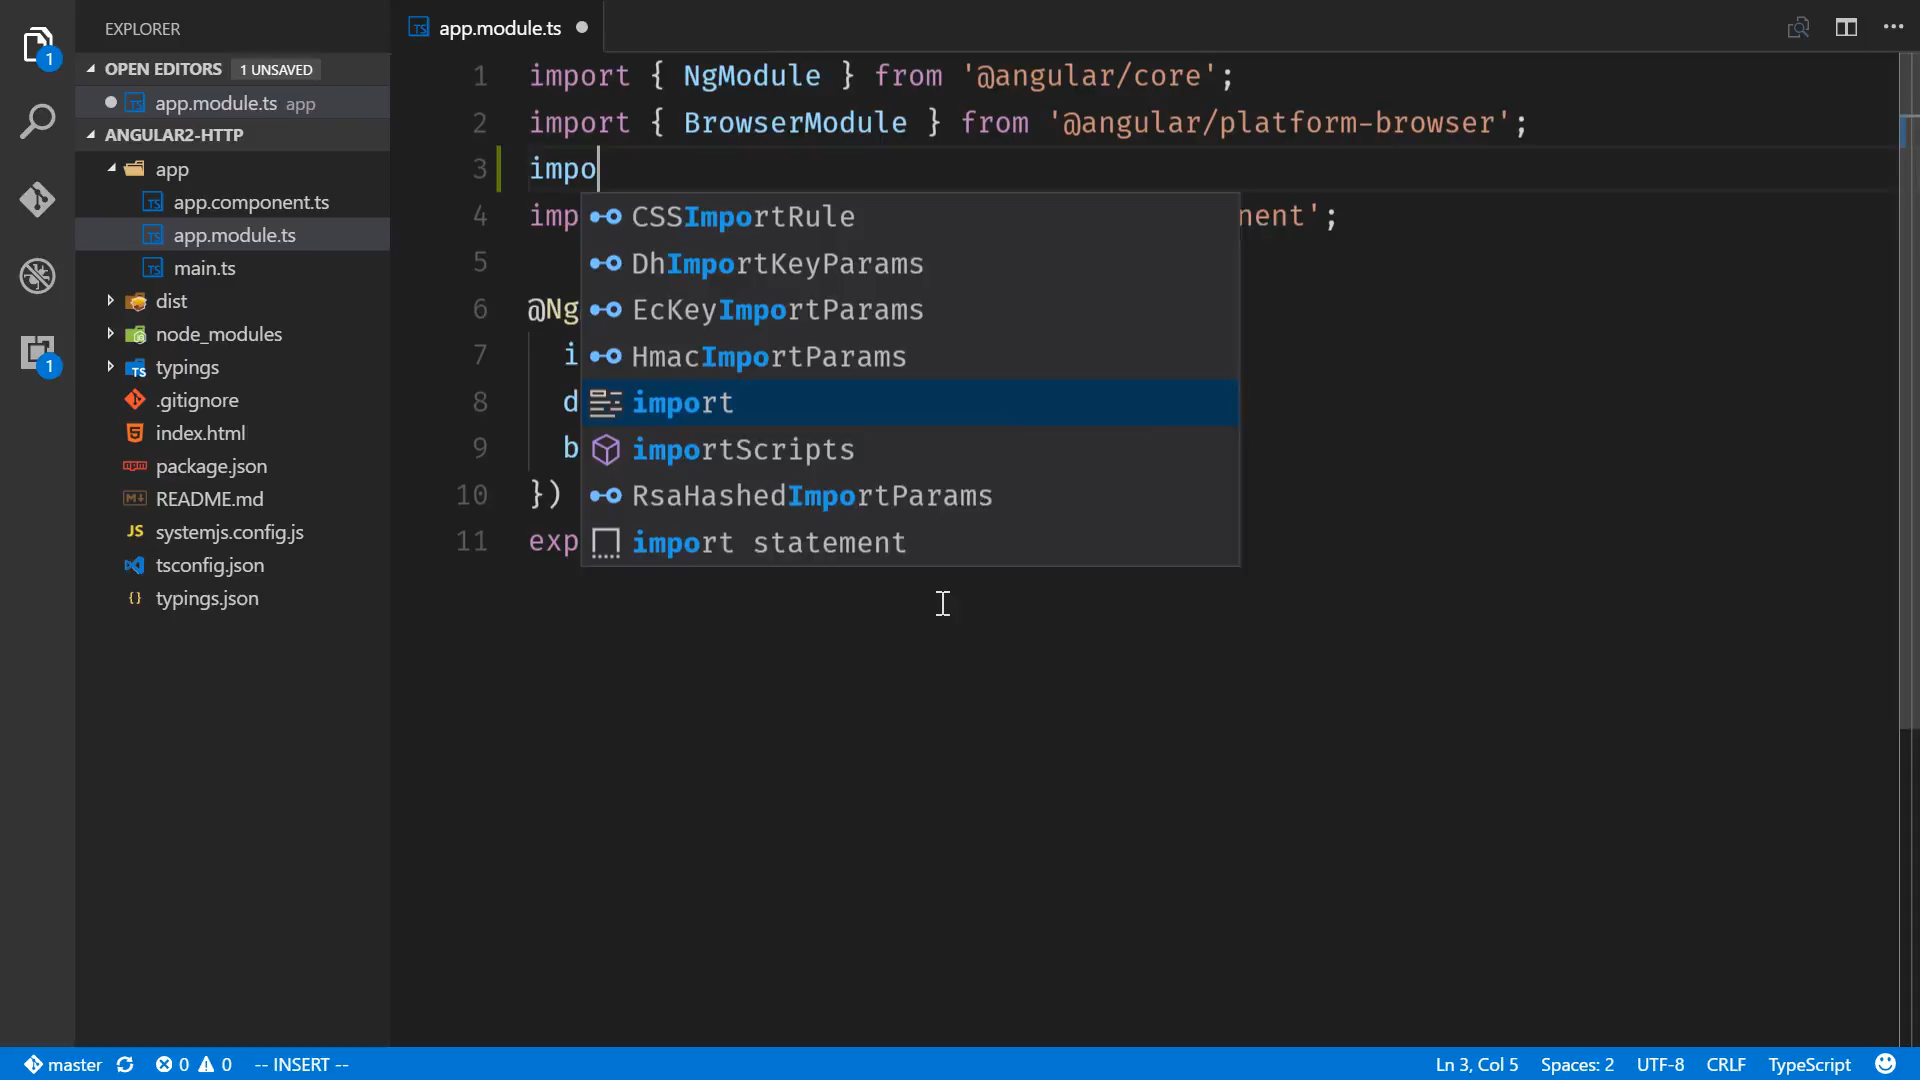 EXPLORER
OPEN EDITORS 1 UNSAVED
app.module.ts app
ANGULAR2-HTTP
app
app.component.ts
app.module.ts
main.ts
dist
node_modules
typings
.gitignore
index.html
package.json
README.md
systemjs.config.js
tsconfig.json
typings.json
1
1
app.module.ts
1 import { NgModule } from '@angular/core';
2 import { BrowserModule } from '@angular/platform-browser';
3 impo
4 imp nent';
5
6 @Ng
7 i
8 d
9 b
10 })
11 exp
CSSImportRule
DhImportKeyParams
EcKeyImportParams
HmacImportParams
import
importScripts
RsaHashedImportParams
import statement
master 0 0 -- INSERT -- Ln 3, Col 5 Spaces: 2 UTF-8 CRLF TypeScript